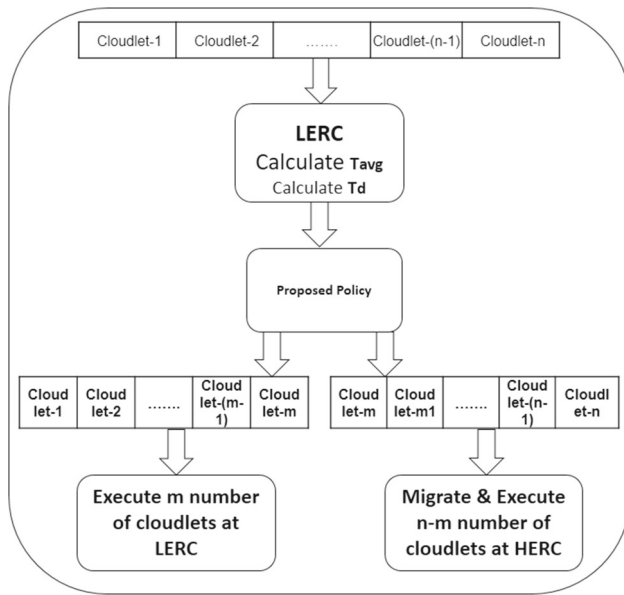 Cloudlet-1 Cloudlet-2 ....... Cloudlet-(n-1) Cloudlet-n
LERC
Calculate Tavg
Calculate Td
Proposed Policy
Cloud
let-1
Cloud
let-2
.......
Cloud
let-(m-
1)
Cloud
let-m
Cloud
let-m
Cloud
let-m1
.......
Cloud
let-(n-
1)
Cloudl
et-n
Execute m number
of cloudlets at
LERC
Migrate & Execute
n-m number of
cloudlets at HERC